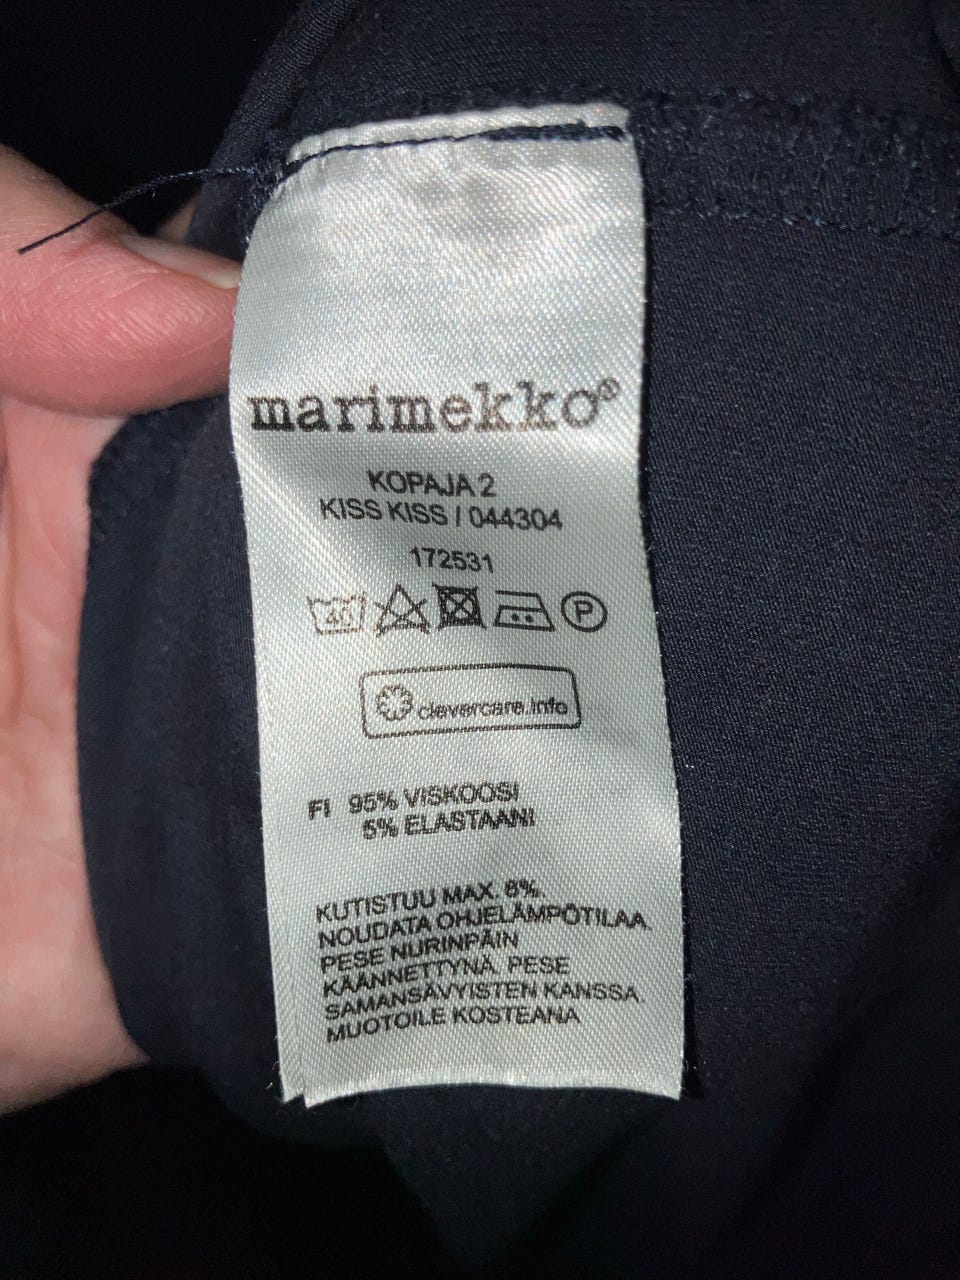 marimekko®
KOPAJA 2
KISS KISS / 044304
172531
40 P
clevercare.info
FI 95% VISKOOSI
5% ELASTAANI
KUTISTUU MAX. 6%.
NOUDATA OHJELÄMPÖTILAA.
PESE NURINPÄIN
KÄÄNNETTYNÄ. PESE
SAMANSÄVYISTEN KANSSA.
MUOTOILE KOSTEANA